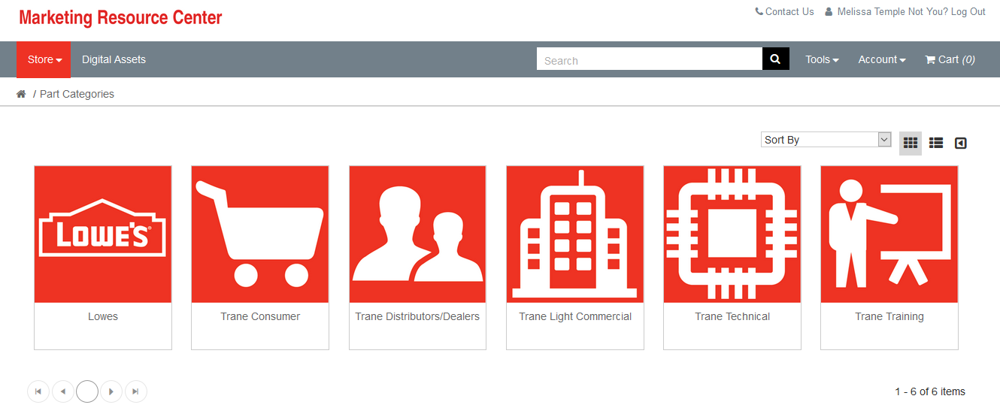 Marketing Resource Center
Contact Us Melissa Temple Not You? Log Out
Store Digital Assets Search Tools Account Cart (0)
/ Part Categories
Sort By
LOWE'S®
Lowes Trane Consumer Trane Distributors/Dealers Trane Light Commercial Trane Technical Trane Training
1 - 6 of 6 items